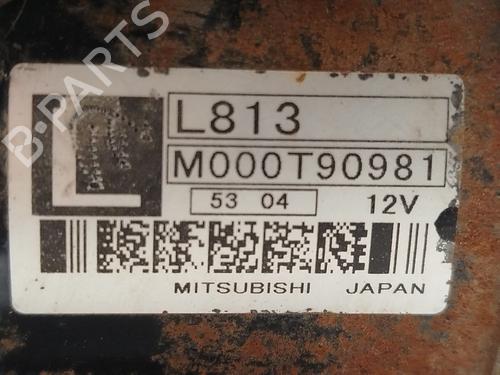 B-PARTS
L813
L
M000T90981
53 04
12V
MITSUBISHI JAPAN